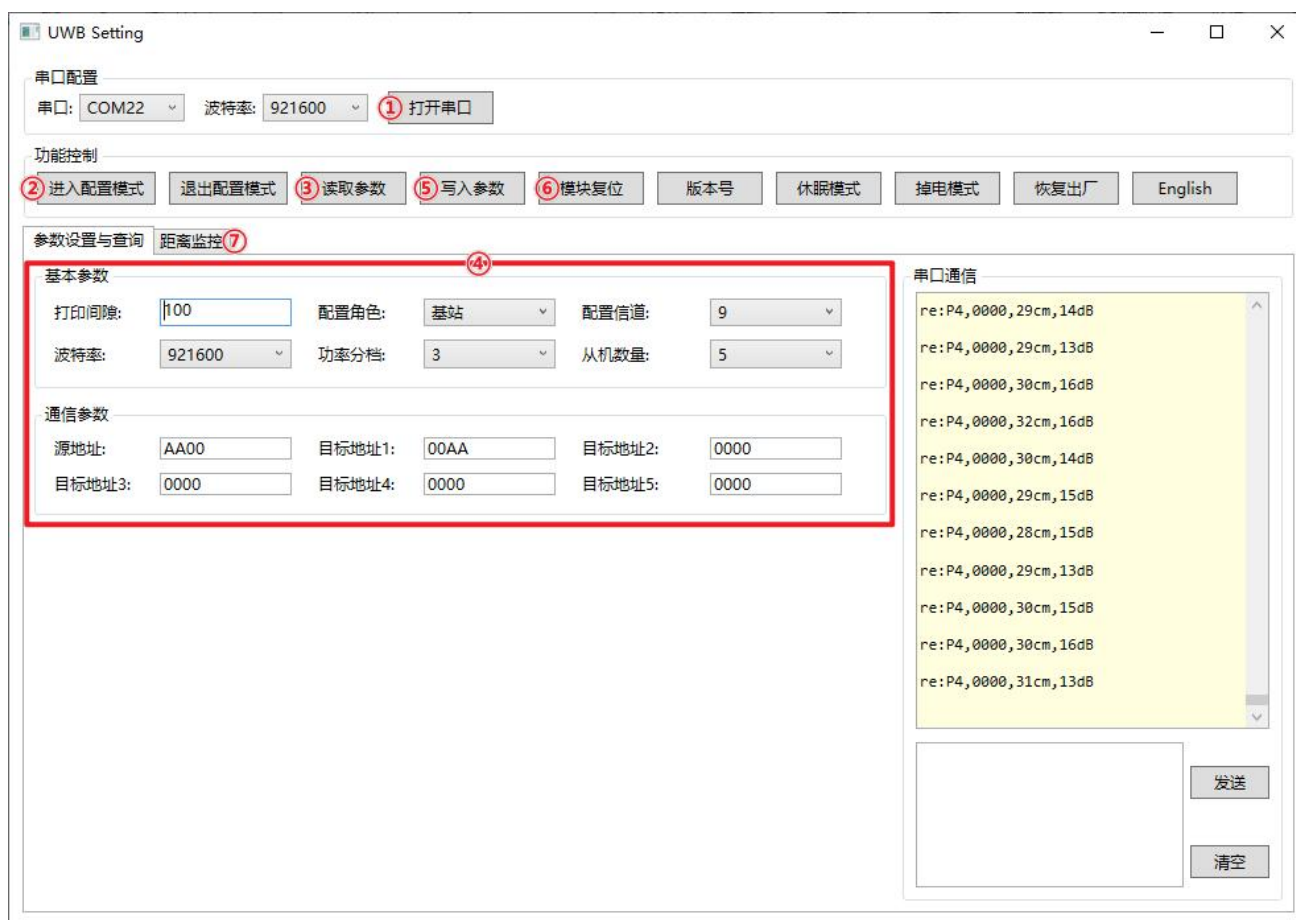 UWB Setting
串口配置
串口: COM22 波特率: 921600 ① 打开串口
功能控制
② 进入配置模式 退出配置模式 ③ 读取参数 ⑤ 写入参数 ⑥ 模块复位 版本号 休眠模式 掉电模式 恢复出厂 English
参数设置与查询 距离监控 ⑦
④
基本参数
打印间隙: 100 配置角色: 基站 配置信道: 9
波特率: 921600 功率分档: 3 从机数量: 5
通信参数
源地址: AA00 目标地址1: 00AA 目标地址2: 0000
目标地址3: 0000 目标地址4: 0000 目标地址5: 0000
串口通信
re:P4,0000,29cm,14dB
re:P4,0000,29cm,13dB
re:P4,0000,30cm,16dB
re:P4,0000,32cm,16dB
re:P4,0000,30cm,14dB
re:P4,0000,29cm,15dB
re:P4,0000,28cm,15dB
re:P4,0000,29cm,13dB
re:P4,0000,30cm,15dB
re:P4,0000,30cm,16dB
re:P4,0000,31cm,13dB
发送
清空